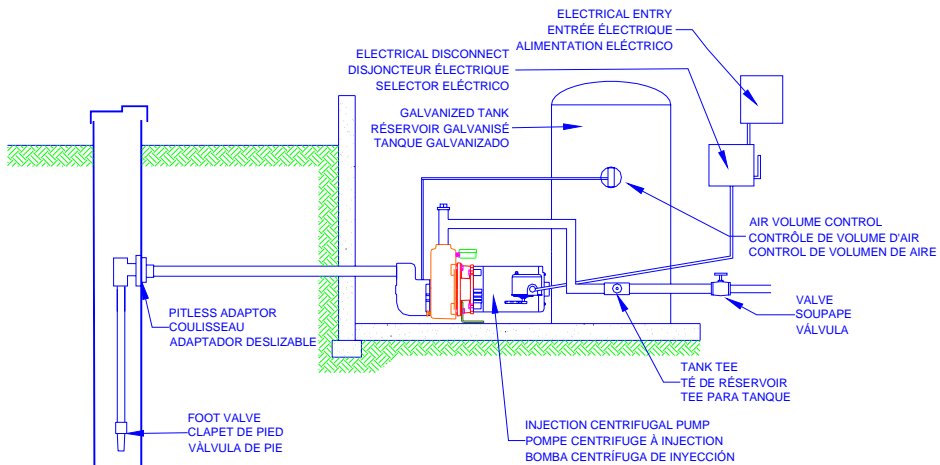 ELECTRICAL ENTRY
ENTRÉE ÉLECTRIQUE
ALIMENTATION ELÉCTRICO
ELECTRICAL DISCONNECT
DISJONCTEUR ÉLECTRIQUE
SELECTOR ELÉCTRICO
GALVANIZED TANK
RÉSERVOIR GALVANISÉ
TANQUE GALVANIZADO
AIR VOLUME CONTROL
CONTRÔLE DE VOLUME D'AIR
CONTROL DE VOLUMEN DE AIRE
PITLESS ADAPTOR
COULISSEAU
ADAPTADOR DESLIZABLE
VALVE
SOUPAPE
VÁLVULA
TANK TEE
TÉ DE RÉSERVOIR
TEE PARA TANQUE
FOOT VALVE
CLAPET DE PIED
VÀLVULA DE PIE
INJECTION CENTRIFUGAL PUMP
POMPE CENTRIFUGE À INJECTION
BOMBA CENTRÍFUGA DE INYECCIÓN